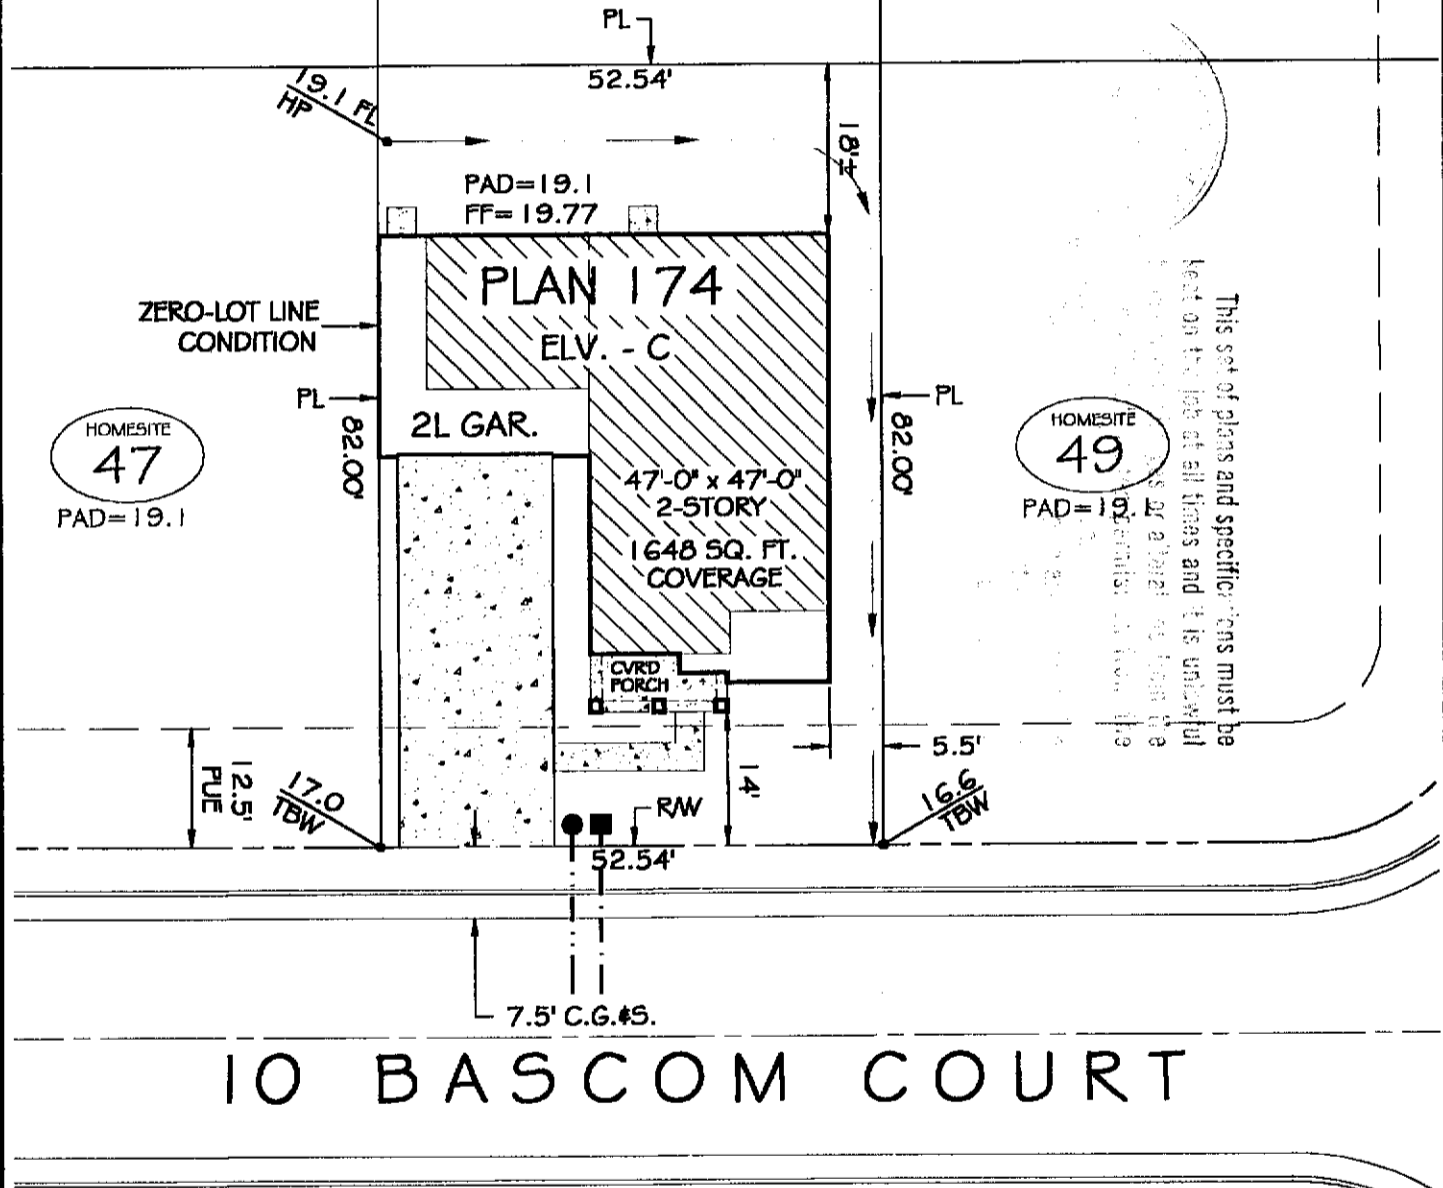 PL
52.54'
19.1 FL
HP
18'±
PAD=19.1
FF= 19.77
PLAN 174
ELV. - C
ZERO-LOT LINE
CONDITION
PL
PL
82.00'
82.00'
2L GAR.
HOMESITE
47
PAD=19.1
HOMESITE
49
PAD=19.1
47'-0" x 47'-0"
2-STORY
1648 SQ. FT.
COVERAGE
CVRD
PORCH
12.5'
PUE
17.0
TBW
14'
5.5'
16.6
TBW
R/W
52.54'
7.5' C.G.&S.
10 BASCOM COURT
This set of plans and specifications must be
kept on the job at all times and it is unlawful